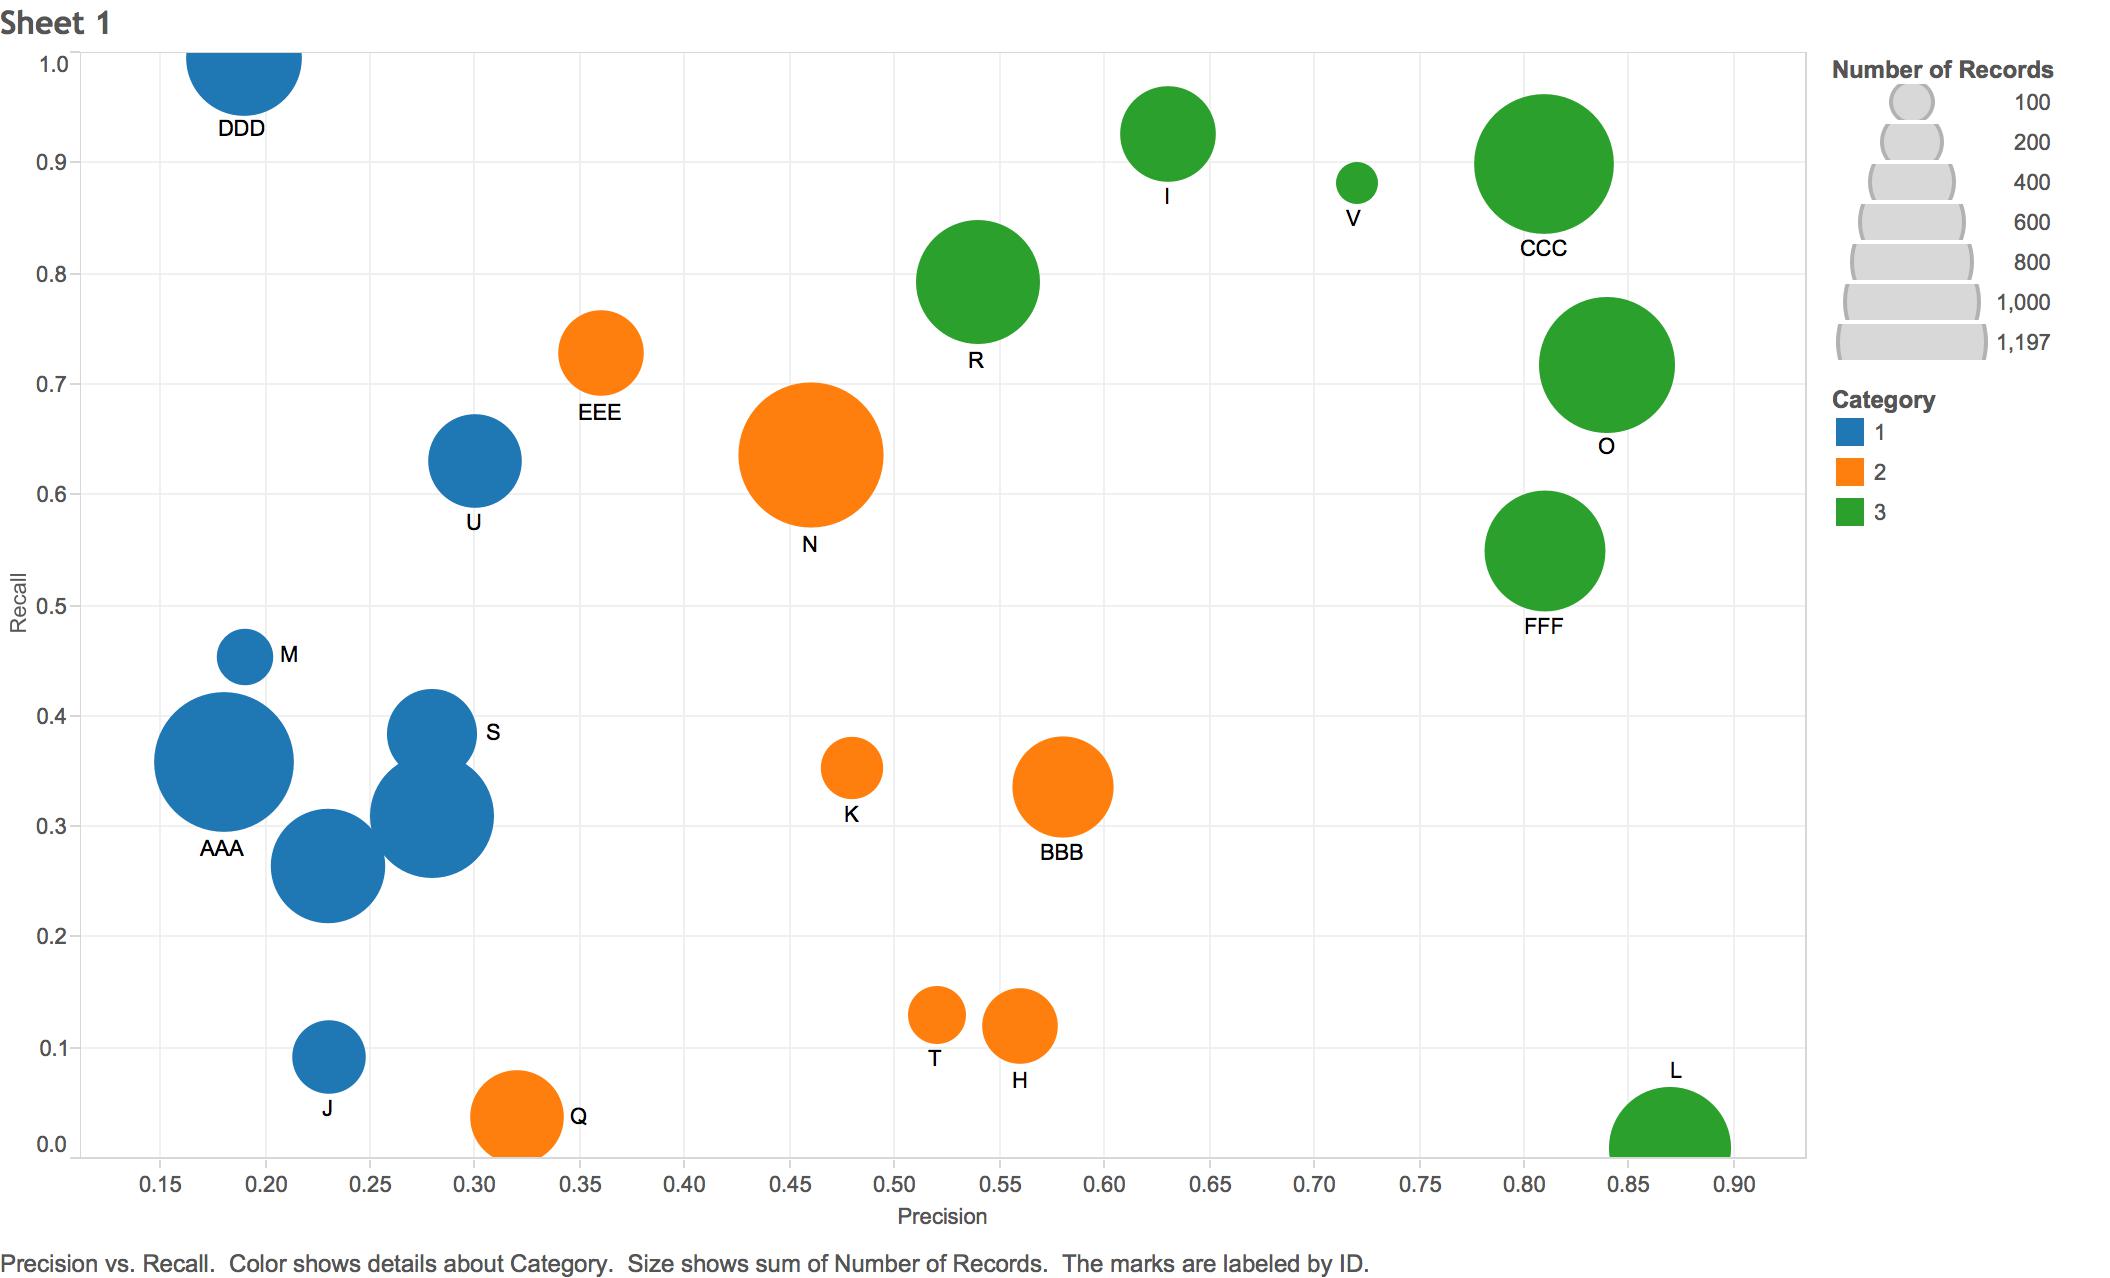 Sheet 1
1.0
0.9
0.8
0.7
0.6
0.5
0.4
0.3
0.2
0.1
0.0
Recall
DDD
I
V
CCC
R
EEE
O
U
N
FFF
M
S
K
AAA
BBB
T
H
L
J
Q
0.15 0.20 0.25 0.30 0.35 0.40 0.45 0.50 0.55 0.60 0.65 0.70 0.75 0.80 0.85 0.90
Precision
Number of Records
100
200
400
600
800
1,000
1,197
Category
1
2
3
Precision vs. Recall.  Color shows details about Category.  Size shows sum of Number of Records.  The marks are labeled by ID.